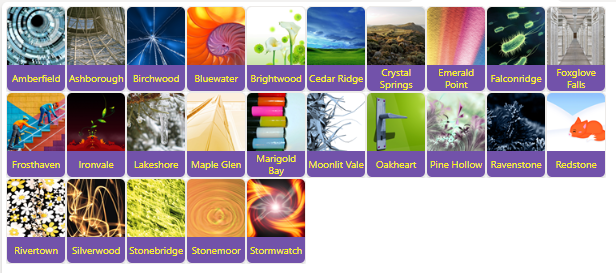 Amberfield
Ashborough
Birchwood
Bluewater
Brightwood
Cedar Ridge
Crystal
Springs
Emerald
Point
Falconridge
Foxglove
Falls
Frosthaven
Ironvale
Lakeshore
Maple Glen
Marigold
Bay
Moonlit Vale
Oakheart
Pine Hollow
Ravenstone
Redstone
Rivertown
Silverwood
Stonebridge
Stonemoor
Stormwatch